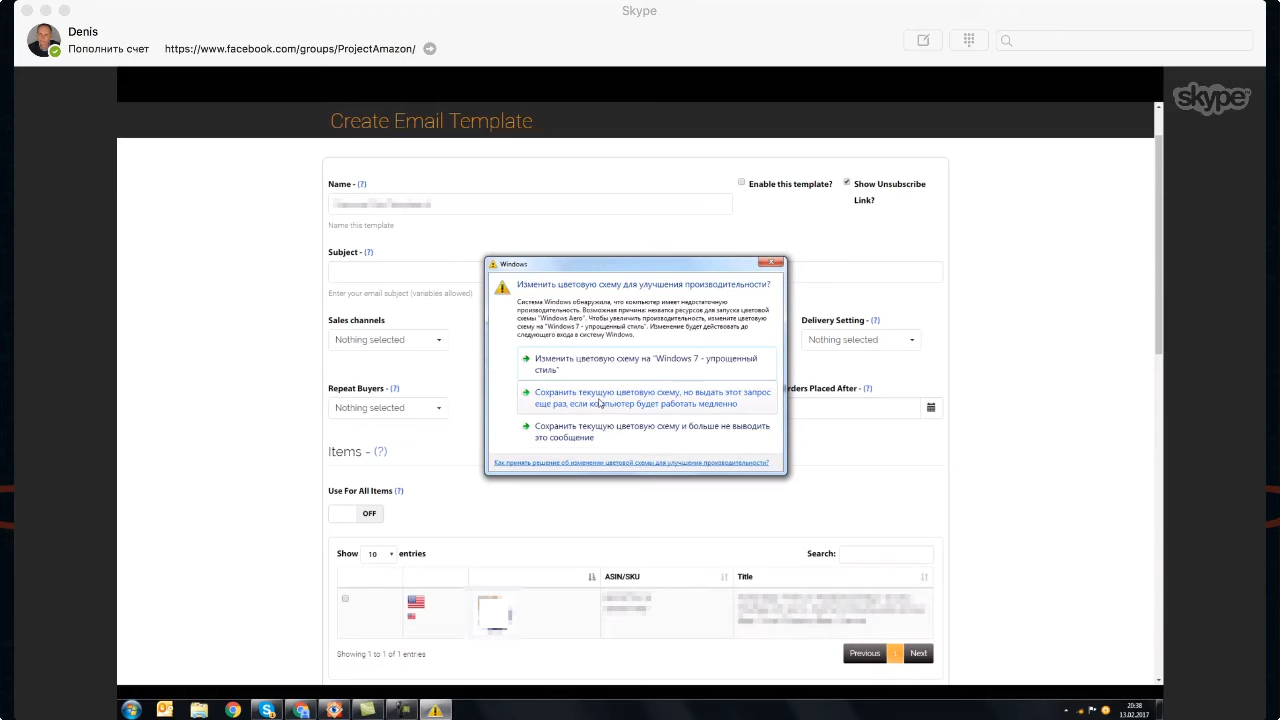 Skype
Denis
Пополнить счет https://www.facebook.com/groups/ProjectAmazon/
skype
Create Email Template
Name - (?)
Enable this template?
Show Unsubscribe
Link?
Name this template
Subject - (?)
Enter your email subject (variables allowed)
Sales channels
Nothing selected
Delivery Setting - (?)
Nothing selected
Repeat Buyers - (?)
Nothing selected
Placed After - (?)
Windows
Изменить цветовую схему для улучшения производительности?
Система Windows обнаружила, что компьютер имеет недостаточную
производительность. Возможная причина: нехватка ресурсов для запуска цветовой
схемы "Windows Aero". Чтобы увеличить производительность, измените цветовую
схему на "Windows 7 - упрощенный стиль". Изменение будет действовать до
следующего входа в систему Windows.
Изменить цветовую схему на "Windows 7 - упрощенный
стиль"
Сохранить текущую цветовую схему, но выдать этот запрос
еще раз, если компьютер будет работать медленно
Сохранить текущую цветовую схему и больше не выводить
это сообщение
Как принять решение об изменении цветовой схемы для улучшения производительности?
Items - (?)
Use For All Items (?)
OFF
Show 10 entries
Search:
ASIN/SKU Title
Showing 1 to 1 of 1 entries
Previous 1 Next
20:38
13.02.2017